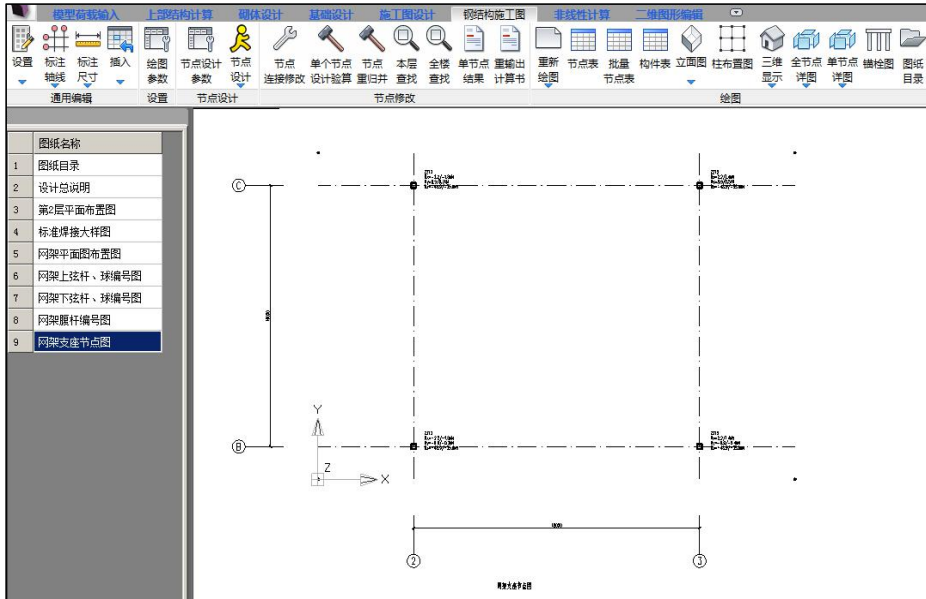 模型荷载输入 上部结构计算 砌体设计 基础设计 施工图设计 钢结构施工图 非线性计算 二维图形编辑
设置 标注轴线 标注尺寸 插入 绘图参数 节点设计参数 节点设计 节点连接修改 单个节点设计验算 节点重归并 本层查找 全楼查找 单节点结果 重输出计算书 重新绘图 节点表 批量节点表 构件表 立面图 柱布置图 三维显示 全节点详图 单节点详图 锚栓图 图纸目录
通用编辑 设置 节点设计 节点修改 绘图
图纸名称
1 图纸目录
2 设计总说明
3 第2层平面布置图
4 标准焊接大样图
5 网架平面图布置图
6 网架上弦杆、球编号图
7 网架下弦杆、球编号图
8 网架腹杆编号图
9 网架支座节点图
C
B
Y
Z
X
2
3
网架支座节点图